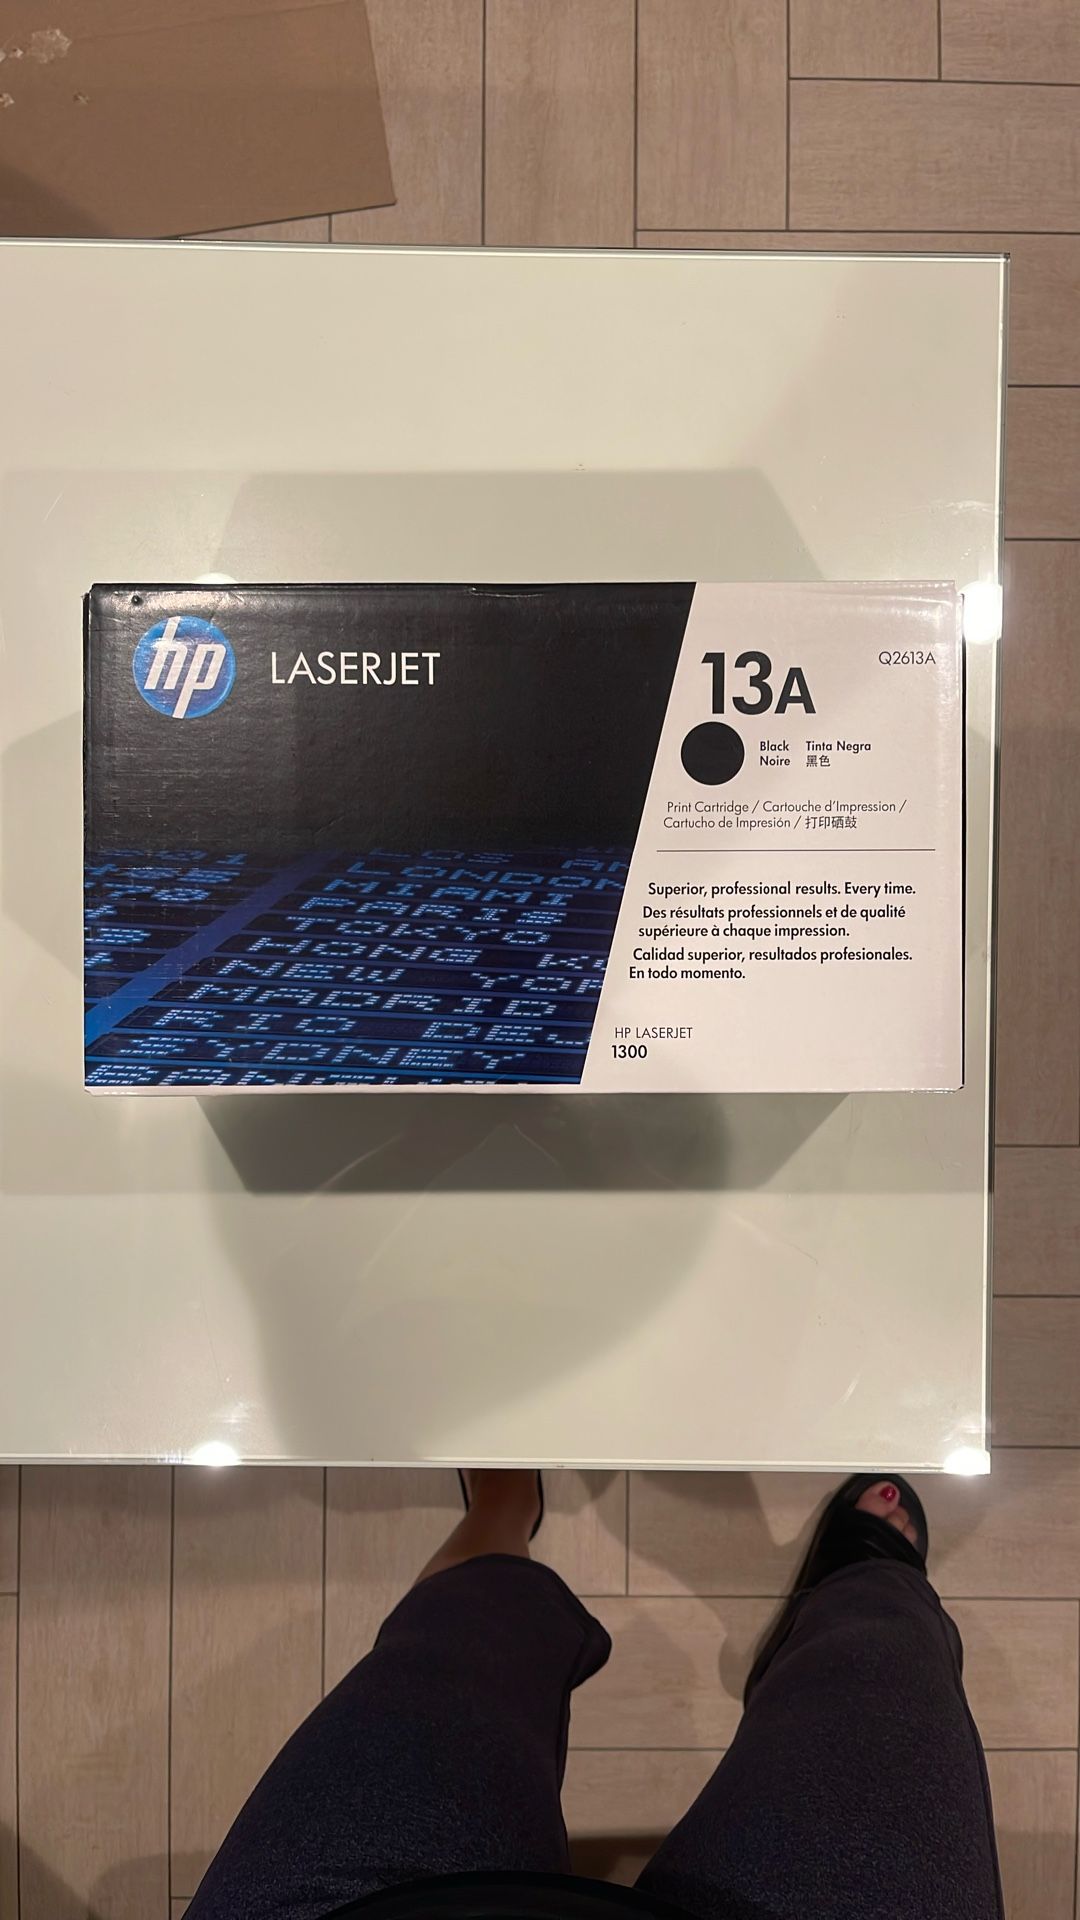 hp
LASERJET
13A
Q2613A
Black Tinta Negra
Noire 黑色
Print Cartridge / Cartouche d'Impression /
Cartucho de Impresión / 打印硒鼓
Superior, professional results. Every time.
Des résultats professionnels et de qualité
supérieure à chaque impression.
Calidad superior, resultados profesionales.
En todo momento.
HP LASERJET
1300
LOS AN
LONDON
MIAMI
PARIS
TOKYO
HONG K
NEW YOR
MADRID
RIO DE J
SYDNEY